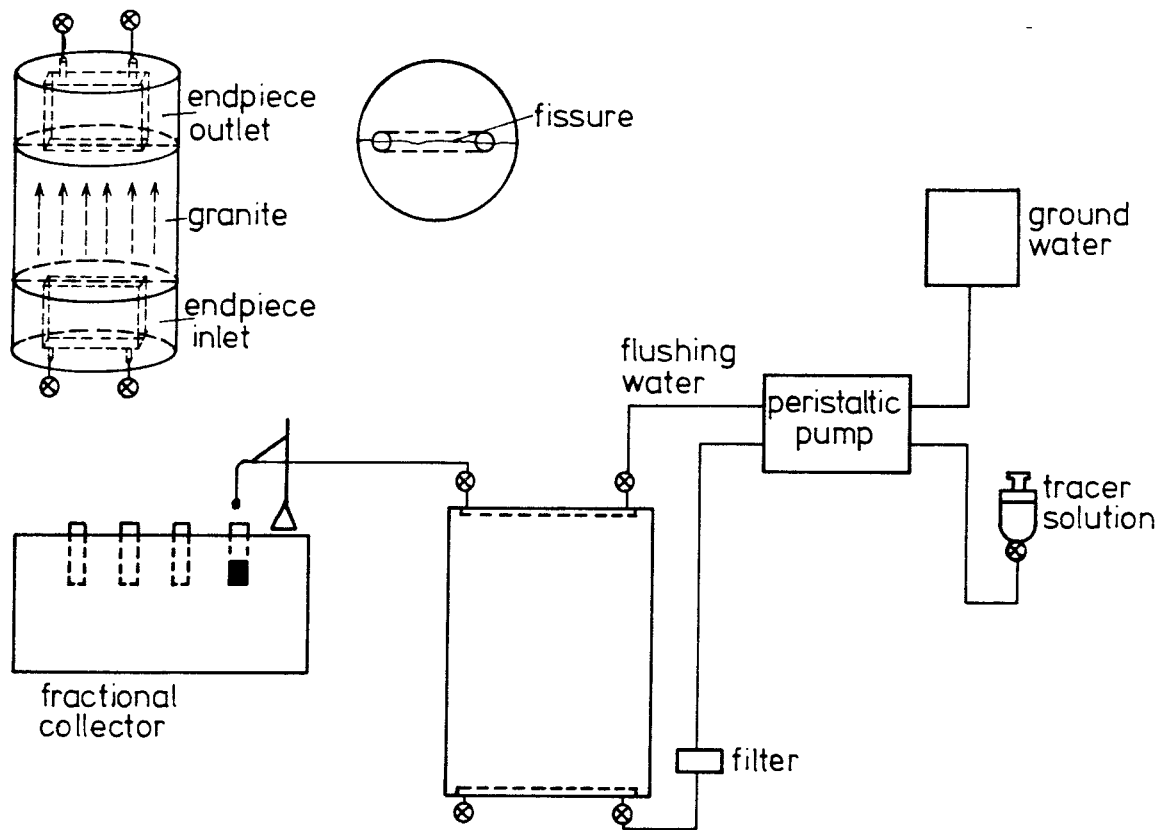 endpiece
outlet
fissure
granite
endpiece
inlet
ground
water
flushing
water
peristaltic
pump
tracer
solution
fractional
collector
filter